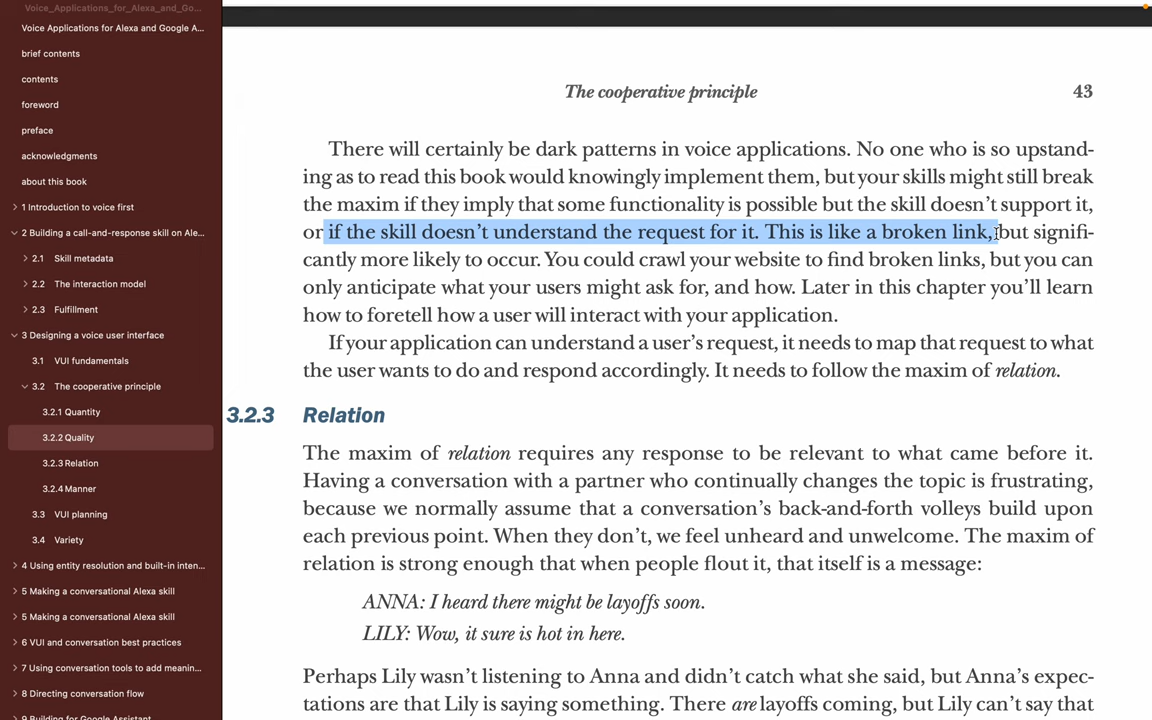 Voice_Applications_for_Alexa_and_Go...
Voice Applications for Alexa and Google A...
brief contents
contents
foreword
preface
acknowledgments
about this book
1 Introduction to voice first
2 Building a call-and-response skill on Ale...
2.1 Skill metadata
2.2 The interaction model
2.3 Fulfillment
3 Designing a voice user interface
3.1 VUI fundamentals
3.2 The cooperative principle
3.2.1 Quantity
3.2.2 Quality
3.2.3 Relation
3.2.4 Manner
3.3 VUI planning
3.4 Variety
4 Using entity resolution and built-in inten...
5 Making a conversational Alexa skill
5 Making a conversational Alexa skill
6 VUI and conversation best practices
7 Using conversation tools to add meanin...
8 Directing conversation flow
9 Building for Google Assistant
The cooperative principle 43
There will certainly be dark patterns in voice applications. No one who is so upstand-
ing as to read this book would knowingly implement them, but your skills might still break
the maxim if they imply that some functionality is possible but the skill doesn't support it,
or if the skill doesn't understand the request for it. This is like a broken link, but signifi-
cantly more likely to occur. You could crawl your website to find broken links, but you can
only anticipate what your users might ask for, and how. Later in this chapter you'll learn
how to foretell how a user will interact with your application.
If your application can understand a user's request, it needs to map that request to what
the user wants to do and respond accordingly. It needs to follow the maxim of relation.
3.2.3 Relation
The maxim of relation requires any response to be relevant to what came before it.
Having a conversation with a partner who continually changes the topic is frustrating,
because we normally assume that a conversation's back-and-forth volleys build upon
each previous point. When they don't, we feel unheard and unwelcome. The maxim of
relation is strong enough that when people flout it, that itself is a message:
ANNA: I heard there might be layoffs soon.
LILY: Wow, it sure is hot in here.
Perhaps Lily wasn't listening to Anna and didn't catch what she said, but Anna's expec-
tations are that Lily is saying something. There are layoffs coming, but Lily can't say that